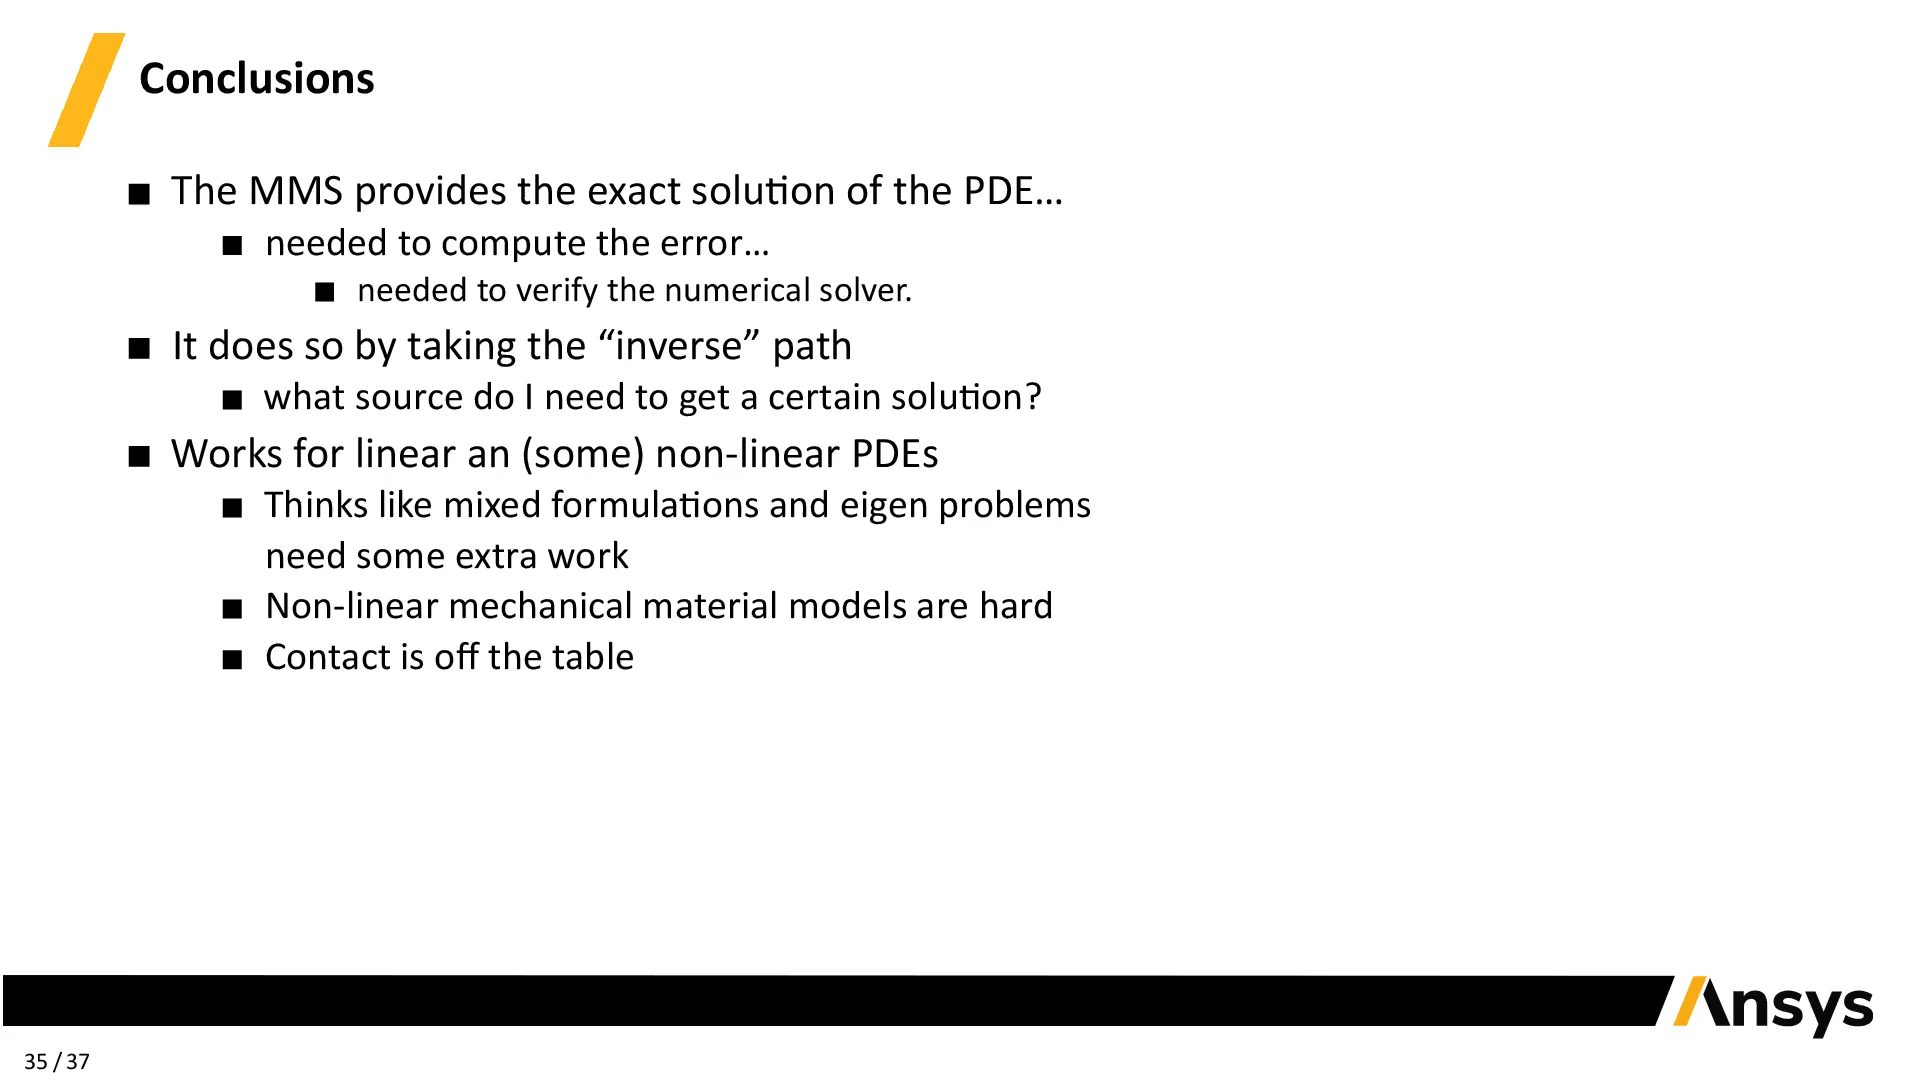 Conclusions
■ The MMS provides the exact solution of the PDE…
■ needed to compute the error…
■ needed to verify the numerical solver.
■ It does so by taking the “inverse” path
■ what source do I need to get a certain solution?
■ Works for linear an (some) non-linear PDEs
■ Thinks like mixed formulations and eigen problems
need some extra work
■ Non-linear mechanical material models are hard
■ Contact is off the table
Ansys
35 / 37